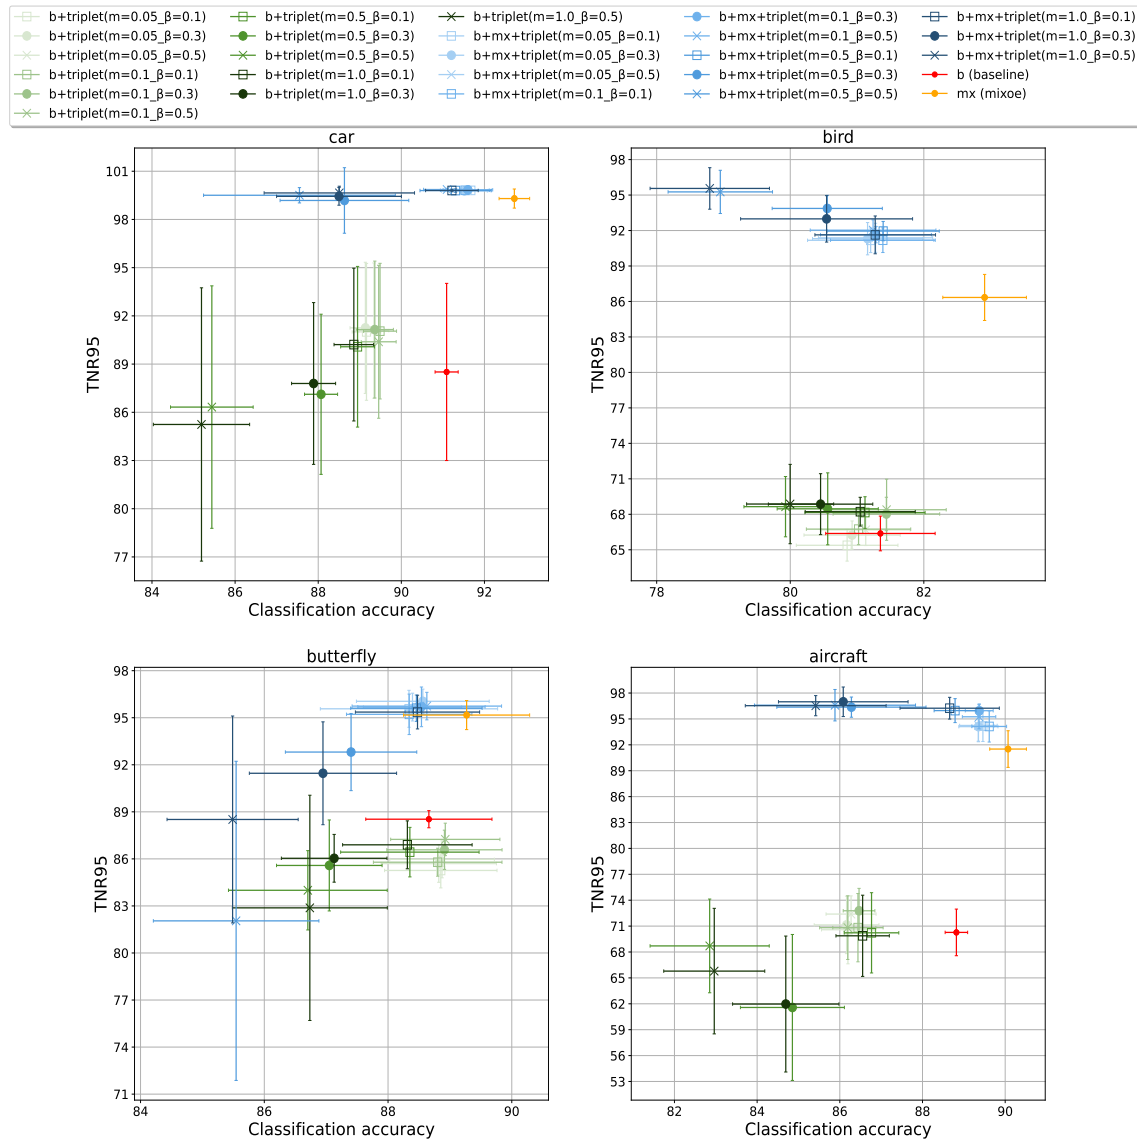 b+triplet(m=0.05_β=0.1)
b+triplet(m=0.05_β=0.3)
b+triplet(m=0.05_β=0.5)
b+triplet(m=0.1_β=0.1)
b+triplet(m=0.1_β=0.3)
b+triplet(m=0.1_β=0.5)
b+triplet(m=0.5_β=0.1)
b+triplet(m=0.5_β=0.3)
b+triplet(m=0.5_β=0.5)
b+triplet(m=1.0_β=0.1)
b+triplet(m=1.0_β=0.3)
b+triplet(m=1.0_β=0.5)
b+mx+triplet(m=0.05_β=0.1)
b+mx+triplet(m=0.05_β=0.3)
b+mx+triplet(m=0.05_β=0.5)
b+mx+triplet(m=0.1_β=0.1)
b+mx+triplet(m=0.1_β=0.3)
b+mx+triplet(m=0.1_β=0.5)
b+mx+triplet(m=0.5_β=0.1)
b+mx+triplet(m=0.5_β=0.3)
b+mx+triplet(m=0.5_β=0.5)
b+mx+triplet(m=1.0_β=0.1)
b+mx+triplet(m=1.0_β=0.3)
b+mx+triplet(m=1.0_β=0.5)
b (baseline)
mx (mixoe)
car
101
98
95
92
89
86
83
80
77
TNR95
84 86 88 90 92
Classification accuracy
bird
98
95
92
89
86
83
80
77
74
71
68
65
TNR95
78 80 82
Classification accuracy
butterfly
98
95
92
89
86
83
80
77
74
71
TNR95
84 86 88 90
Classification accuracy
aircraft
98
95
92
89
86
83
80
77
74
71
68
65
62
59
56
53
TNR95
82 84 86 88 90
Classification accuracy